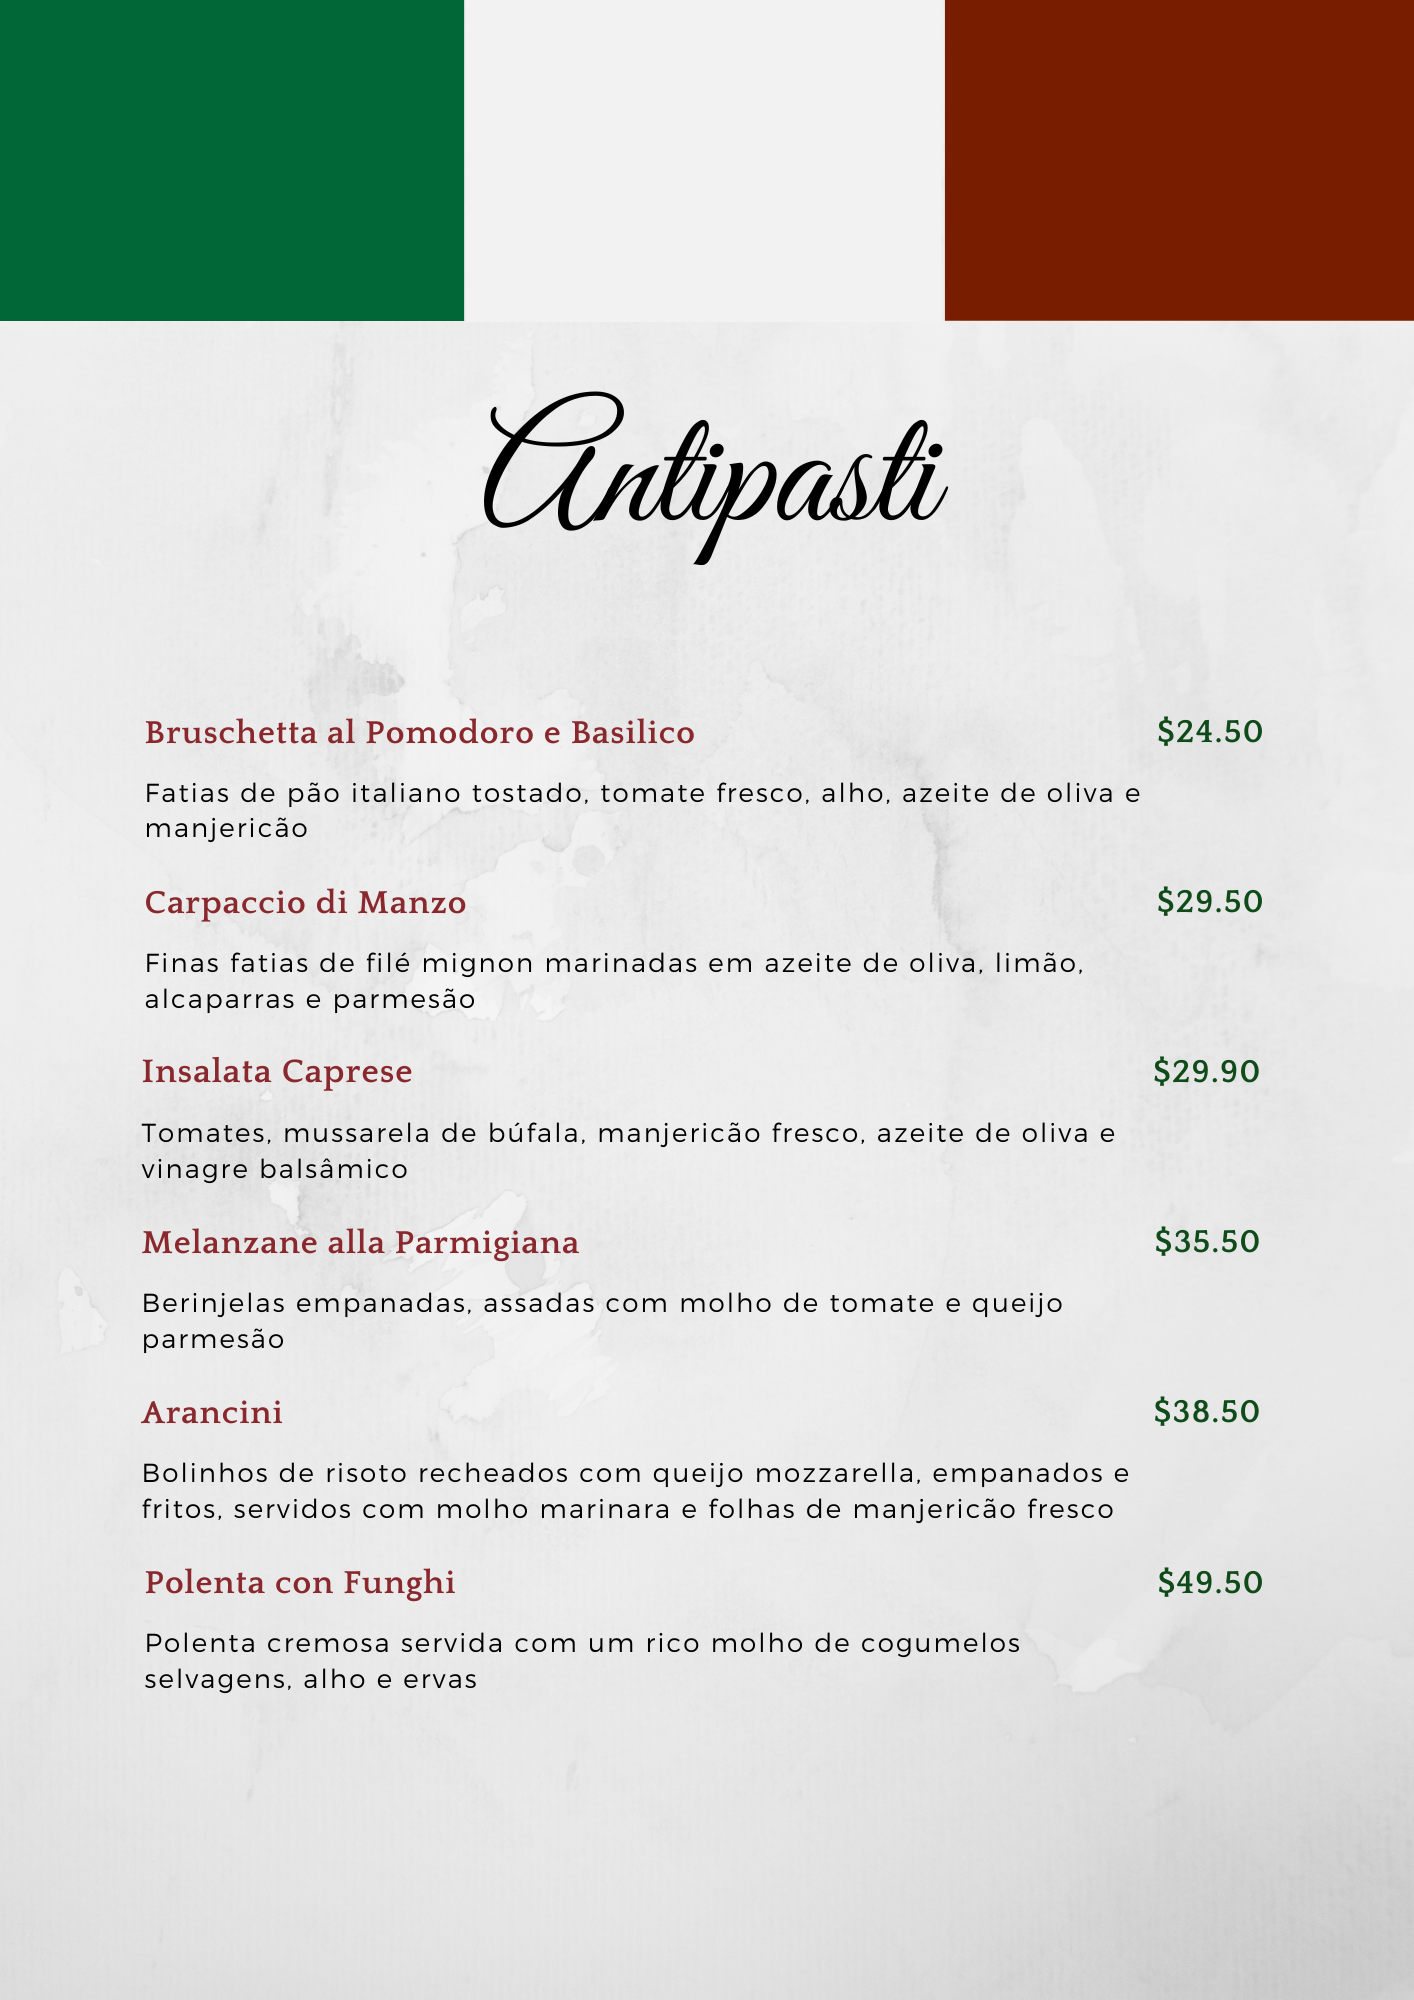 Antipasti
Bruschetta al Pomodoro e Basilico $24.50
Fatias de pão italiano tostado, tomate fresco, alho, azeite de oliva e
manjericão
Carpaccio di Manzo $29.50
Finas fatias de filé mignon marinadas em azeite de oliva, limão,
alcaparras e parmesão
Insalata Caprese $29.90
Tomates, mussarela de búfala, manjericão fresco, azeite de oliva e
vinagre balsâmico
Melanzane alla Parmigiana $35.50
Berinjelas empanadas, assadas com molho de tomate e queijo
parmesão
Arancini $38.50
Bolinhos de risoto recheados com queijo mozzarella, empanados e
fritos, servidos com molho marinara e folhas de manjericão fresco
Polenta con Funghi $49.50
Polenta cremosa servida com um rico molho de cogumelos
selvagens, alho e ervas